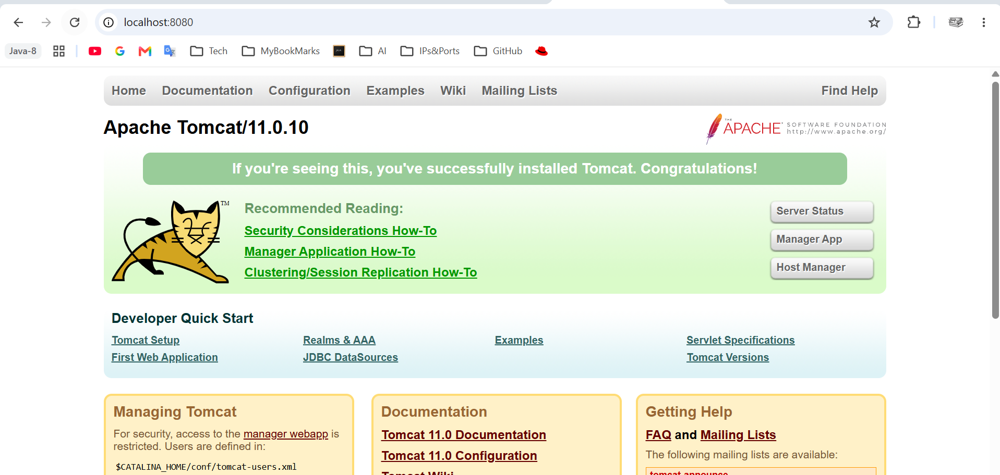 localhost:8080
Java-8
Tech
MyBookMarks
AI
IPs&Ports
GitHub
Home Documentation Configuration Examples Wiki Mailing Lists Find Help
Apache Tomcat/11.0.10
THE APACHE SOFTWARE FOUNDATION
http://www.apache.org/
If you're seeing this, you've successfully installed Tomcat. Congratulations!
TM
Recommended Reading:
Security Considerations How-To
Manager Application How-To
Clustering/Session Replication How-To
Server Status
Manager App
Host Manager
Developer Quick Start
Tomcat Setup
First Web Application
Realms & AAA
JDBC DataSources
Examples
Servlet Specifications
Tomcat Versions
Managing Tomcat
For security, access to the manager webapp is
restricted. Users are defined in:
$CATALINA_HOME/conf/tomcat-users.xml
Documentation
Tomcat 11.0 Documentation
Tomcat 11.0 Configuration
Tomcat Wiki
Getting Help
FAQ and Mailing Lists
The following mailing lists are available:
tomcat-announce